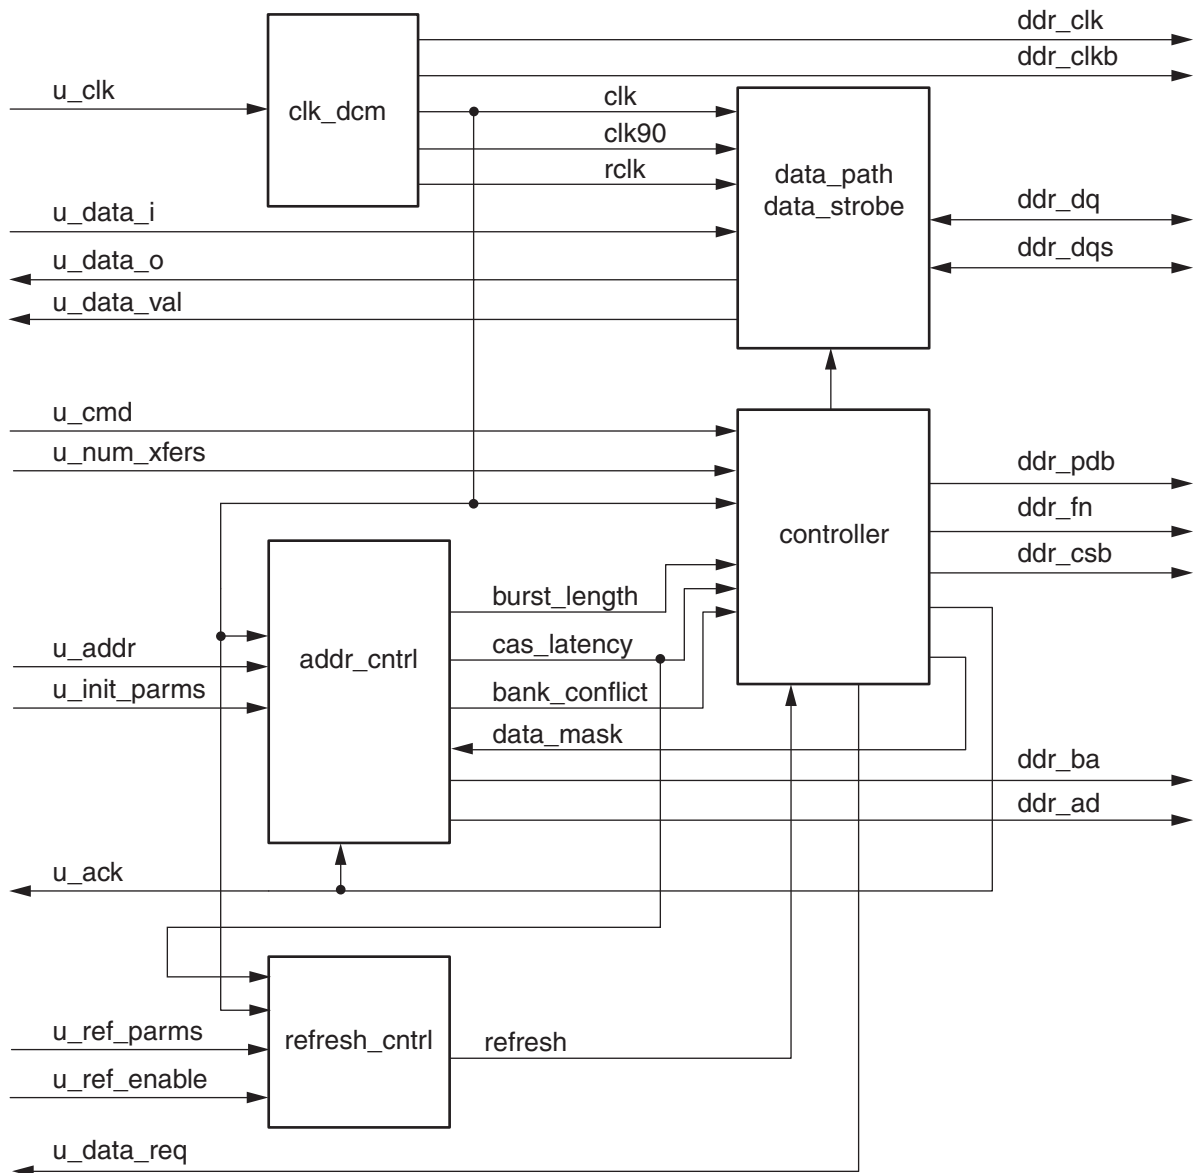 ddr_clk
ddr_clkb
u_clk
clk_dcm
clk
clk90
rclk
data_path
data_strobe
u_data_i
u_data_o
u_data_val
ddr_dq
ddr_dqs
u_cmd
u_num_xfers
controller
ddr_pdb
ddr_fn
ddr_csb
burst_length
cas_latency
bank_conflict
data_mask
u_addr
u_init_parms
addr_cntrl
ddr_ba
ddr_ad
u_ack
u_ref_parms
u_ref_enable
refresh_cntrl
refresh
u_data_req